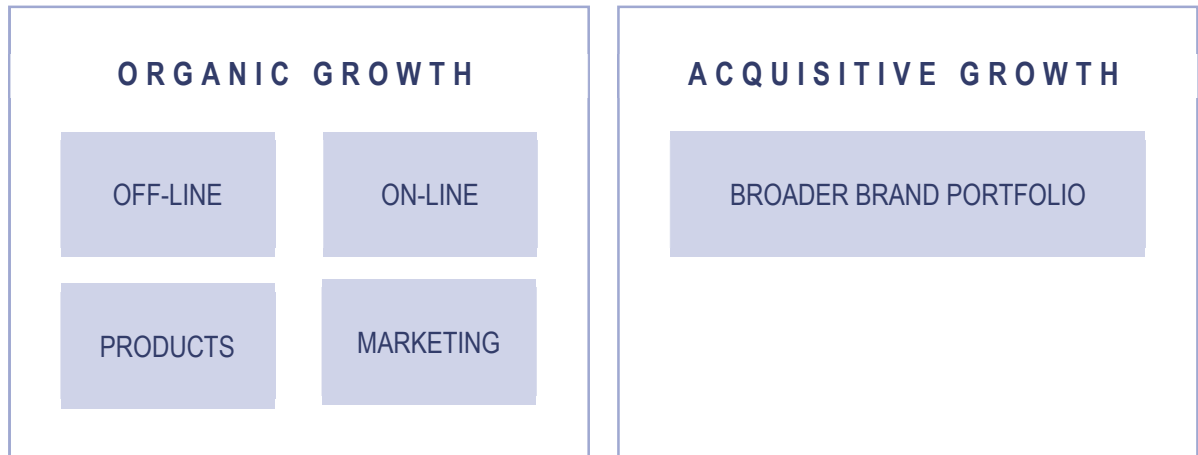 ORGANIC GROWTH
OFF-LINE
ON-LINE
PRODUCTS
MARKETING
ACQUISITIVE GROWTH
BROADER BRAND PORTFOLIO